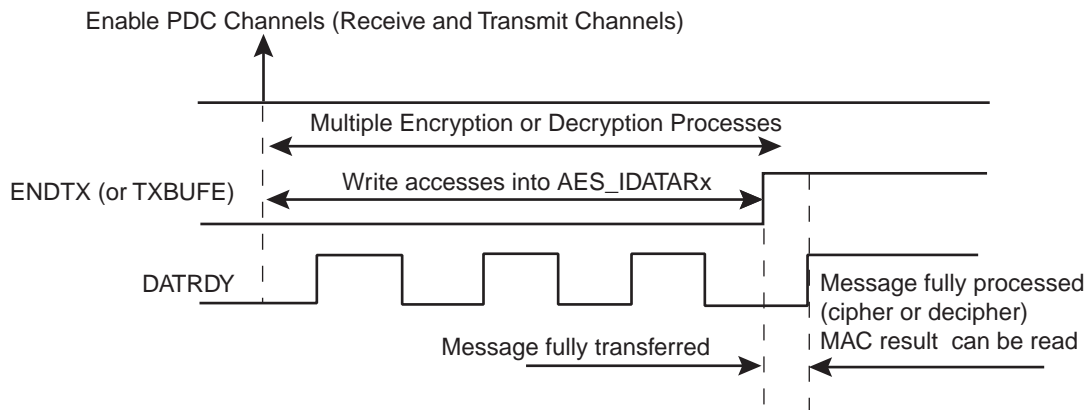 Enable PDC Channels (Receive and Transmit Channels)
Multiple Encryption or Decryption Processes
Write accesses into AES_IDATARx
ENDTX (or TXBUFE)
DATRDY
Message fully processed
(cipher or decipher)
MAC result can be read
Message fully transferred